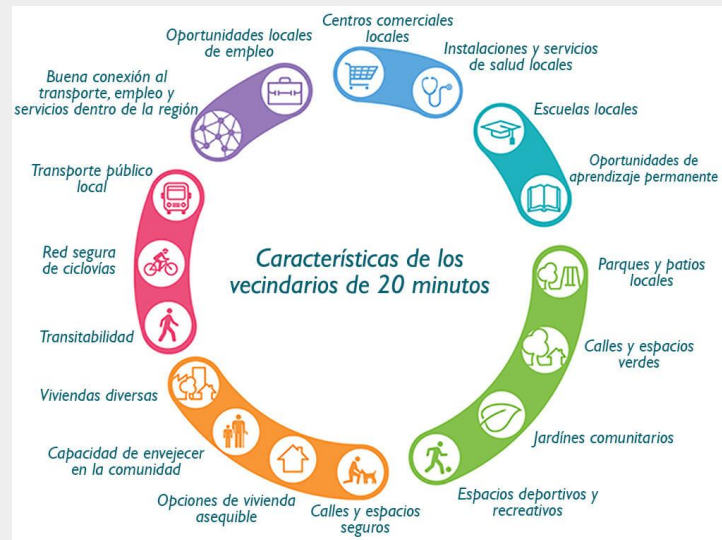 Características de los
vecindarios de 20 minutos
Centros comerciales
locales
Instalaciones y servicios
de salud locales
Escuelas locales
Oportunidades de
aprendizaje permanente
Parques y patios
locales
Calles y espacios
verdes
Jardínes comunitarios
Espacios deportivos y
recreativos
Calles y espacios
seguros
Opciones de vivienda
asequible
Capacidad de envejecer
en la comunidad
Viviendas diversas
Transitabilidad
Red segura
de ciclovías
Transporte público
local
Buena conexión al
transporte, empleo y
servicios dentro de la región
Oportunidades locales
de empleo